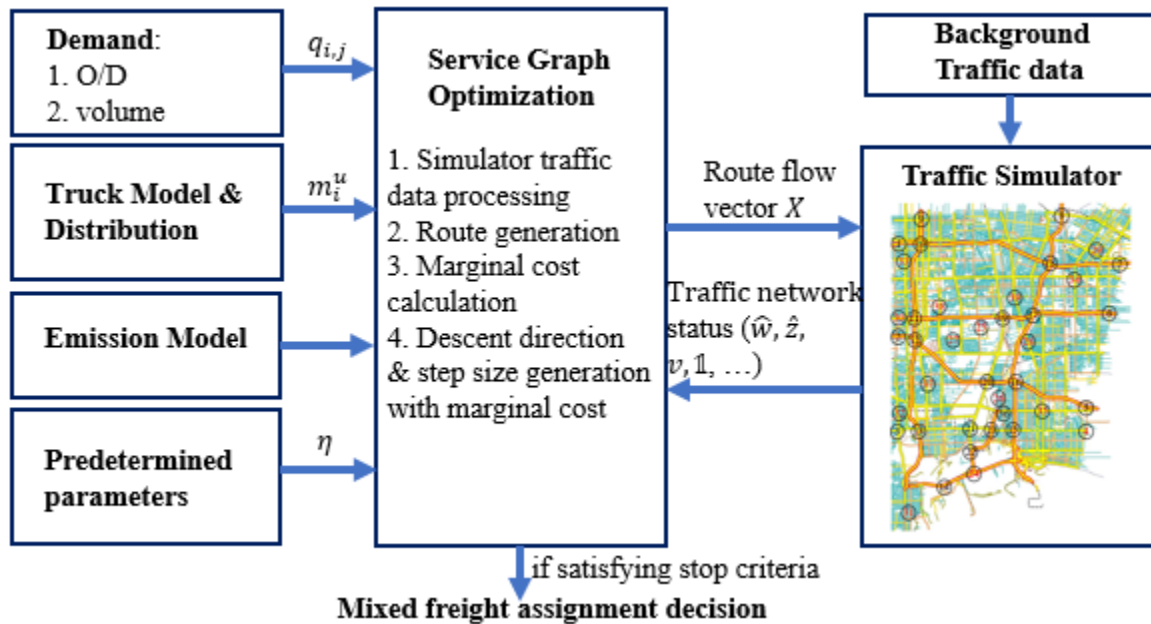 Demand:
1. O/D
2. volume
q_{i,j}
Truck Model &
Distribution
m_i^u
Emission Model
Predetermined
parameters
η
Service Graph
Optimization
1. Simulator traffic
data processing
2. Route generation
3. Marginal cost
calculation
4. Descent direction
& step size generation
with marginal cost
Route flow
vector X
Traffic network
status (ŵ, ẑ,
v, 𝟙, …)
Background
Traffic data
Traffic Simulator
if satisfying stop criteria
Mixed freight assignment decision